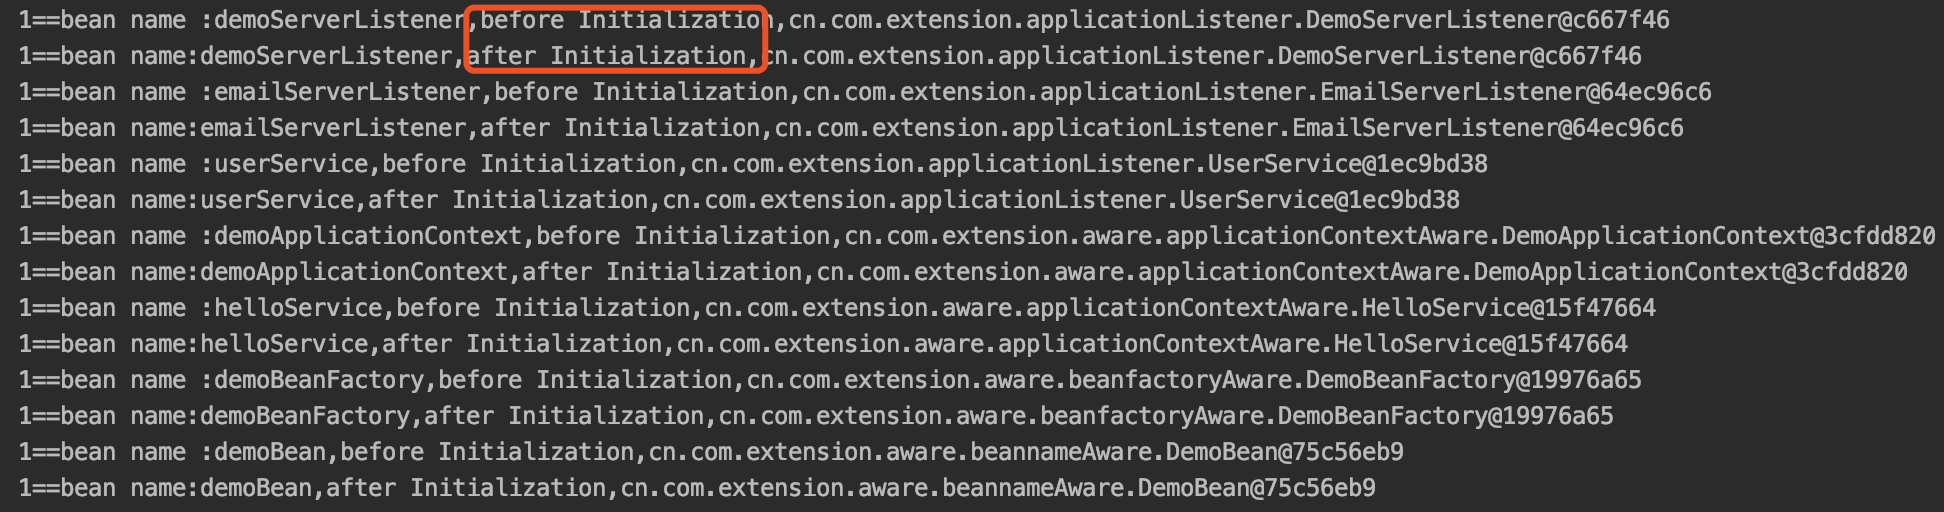 1==bean name :demoServerListener,before Initialization,cn.com.extension.applicationListener.DemoServerListener@c667f46
1==bean name:demoServerListener,after Initialization,cn.com.extension.applicationListener.DemoServerListener@c667f46
1==bean name :emailServerListener,before Initialization,cn.com.extension.applicationListener.EmailServerListener@64ec96c6
1==bean name:emailServerListener,after Initialization,cn.com.extension.applicationListener.EmailServerListener@64ec96c6
1==bean name :userService,before Initialization,cn.com.extension.applicationListener.UserService@1ec9bd38
1==bean name:userService,after Initialization,cn.com.extension.applicationListener.UserService@1ec9bd38
1==bean name :demoApplicationContext,before Initialization,cn.com.extension.aware.applicationContextAware.DemoApplicationContext@3cfdd820
1==bean name:demoApplicationContext,after Initialization,cn.com.extension.aware.applicationContextAware.DemoApplicationContext@3cfdd820
1==bean name :helloService,before Initialization,cn.com.extension.aware.applicationContextAware.HelloService@15f47664
1==bean name:helloService,after Initialization,cn.com.extension.aware.applicationContextAware.HelloService@15f47664
1==bean name :demoBeanFactory,before Initialization,cn.com.extension.aware.beanfactoryAware.DemoBeanFactory@19976a65
1==bean name:demoBeanFactory,after Initialization,cn.com.extension.aware.beanfactoryAware.DemoBeanFactory@19976a65
1==bean name :demoBean,before Initialization,cn.com.extension.aware.beannameAware.DemoBean@75c56eb9
1==bean name:demoBean,after Initialization,cn.com.extension.aware.beannameAware.DemoBean@75c56eb9